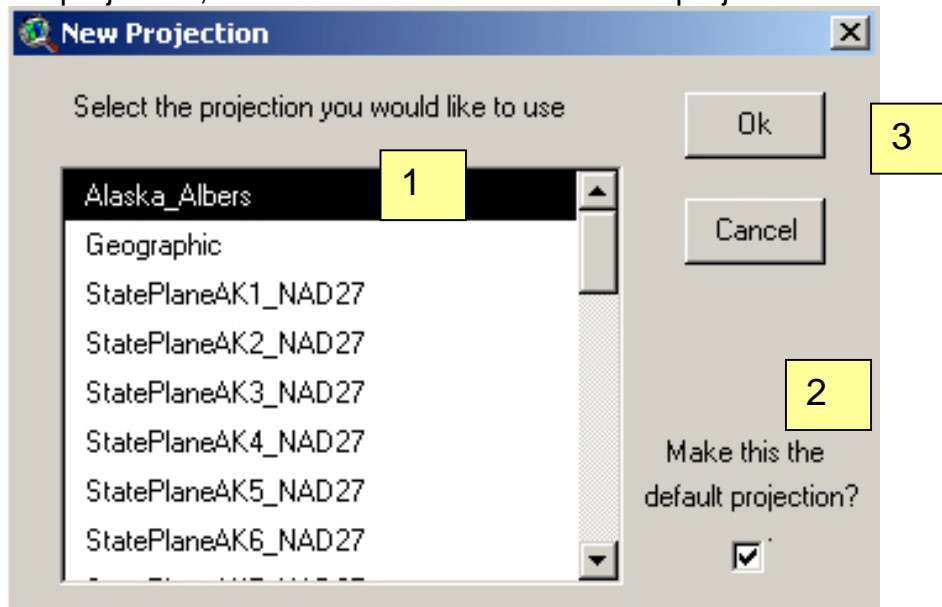 New Projection
Select the projection you would like to use
Ok
3
1
Alaska_Albers
Cancel
Geographic
StatePlaneAK1_NAD27
StatePlaneAK2_NAD27
StatePlaneAK3_NAD27
2
StatePlaneAK4_NAD27
Make this the
default projection?
StatePlaneAK5_NAD27
StatePlaneAK6_NAD27